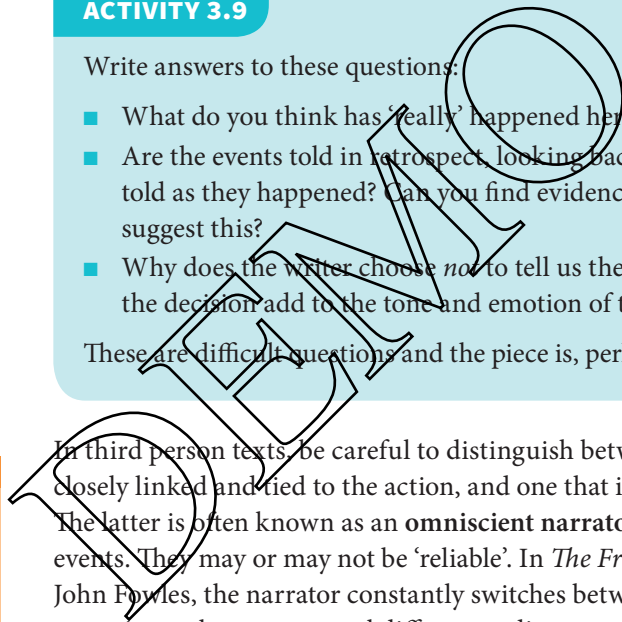 ACTIVITY 3.9
Write answers to these questions:
■ What do you think has ‘really’ happened her
■ Are the events told in retrospect, looking bac
told as they happened? Can you find evidenc
suggest this?
■ Why does the writer choose not to tell us the
the decision add to the tone and emotion of t
These are difficult questions and the piece is, per
In third person texts, be careful to distinguish betw
closely linked and tied to the action, and one that i
The latter is often known as an omniscient narrato
events. They may or may not be ‘reliable’. In The Fr
John Fowles, the narrator constantly switches betw
DEMO